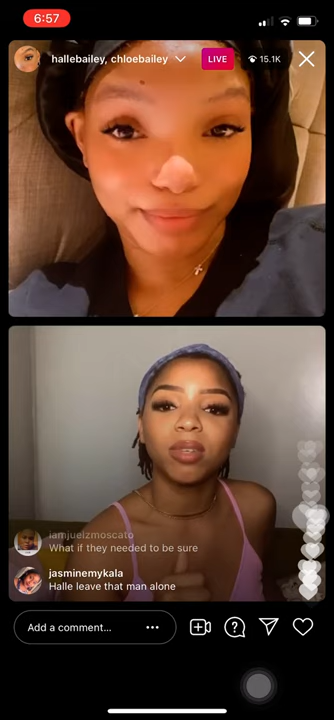 6:57
hallebailey, chloebailey
LIVE
15.1K
iamjuelzmoscato
What if they needed to be sure
jasminemykala
Halle leave that man alone
Add a comment...